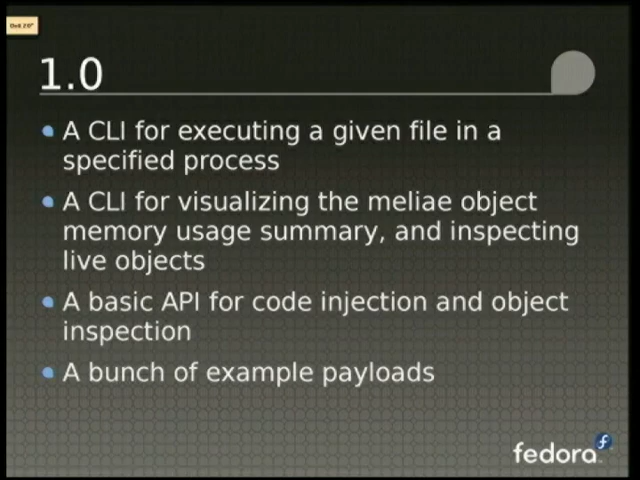 1.0
A CLI for executing a given file in a
specified process
A CLI for visualizing the meliae object
memory usage summary, and inspecting
live objects
A basic API for code injection and object
inspection
A bunch of example payloads
fedora